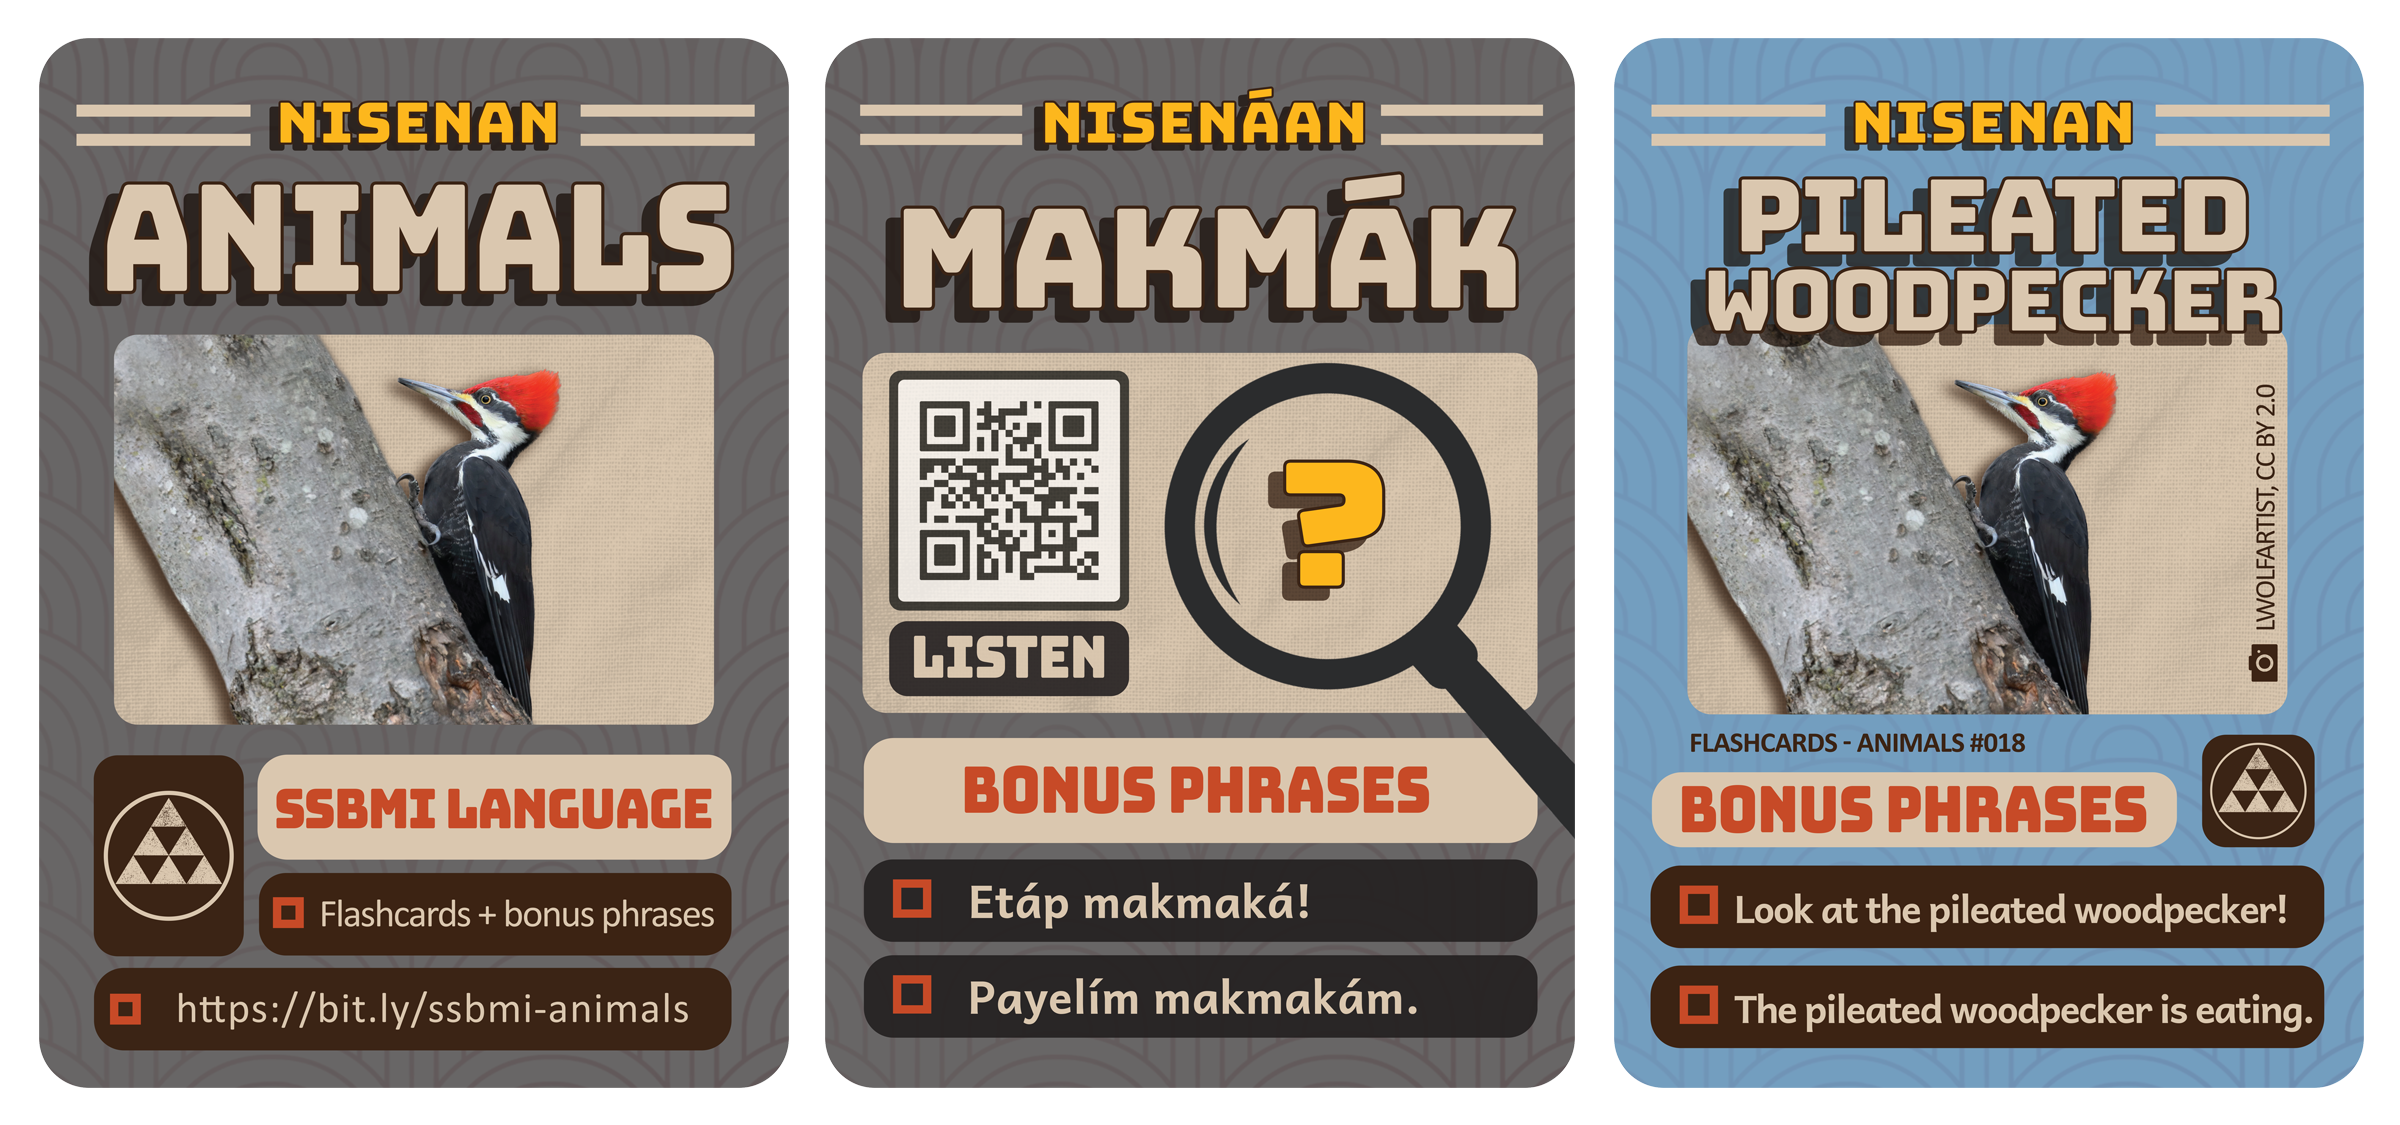 NISENAN
ANIMALS
SSBMI LANGUAGE
Flashcards + bonus phrases
https://bit.ly/ssbmi-animals
NISENÁAN
MAKMÁK
?
LISTEN
BONUS PHRASES
Etáp makmaká!
Payelím makmakám.
NISENAN
PILEATED
WOODPECKER
LWOLFARTIST, CC BY 2.0
FLASHCARDS - ANIMALS #018
BONUS PHRASES
Look at the pileated woodpecker!
The pileated woodpecker is eating.